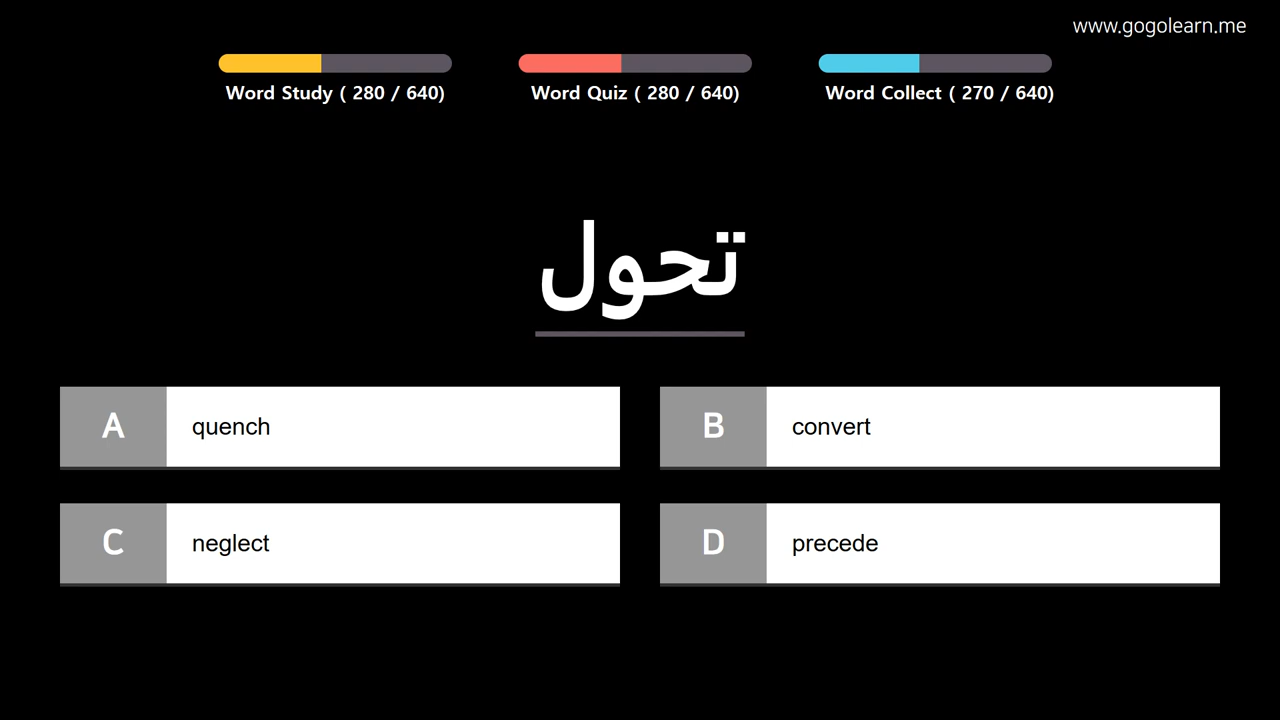 www.gogolearn.me
Word Study ( 280 / 640)
Word Quiz ( 280 / 640)
Word Collect ( 270 / 640)
تحول
A quench
B convert
C neglect
D precede